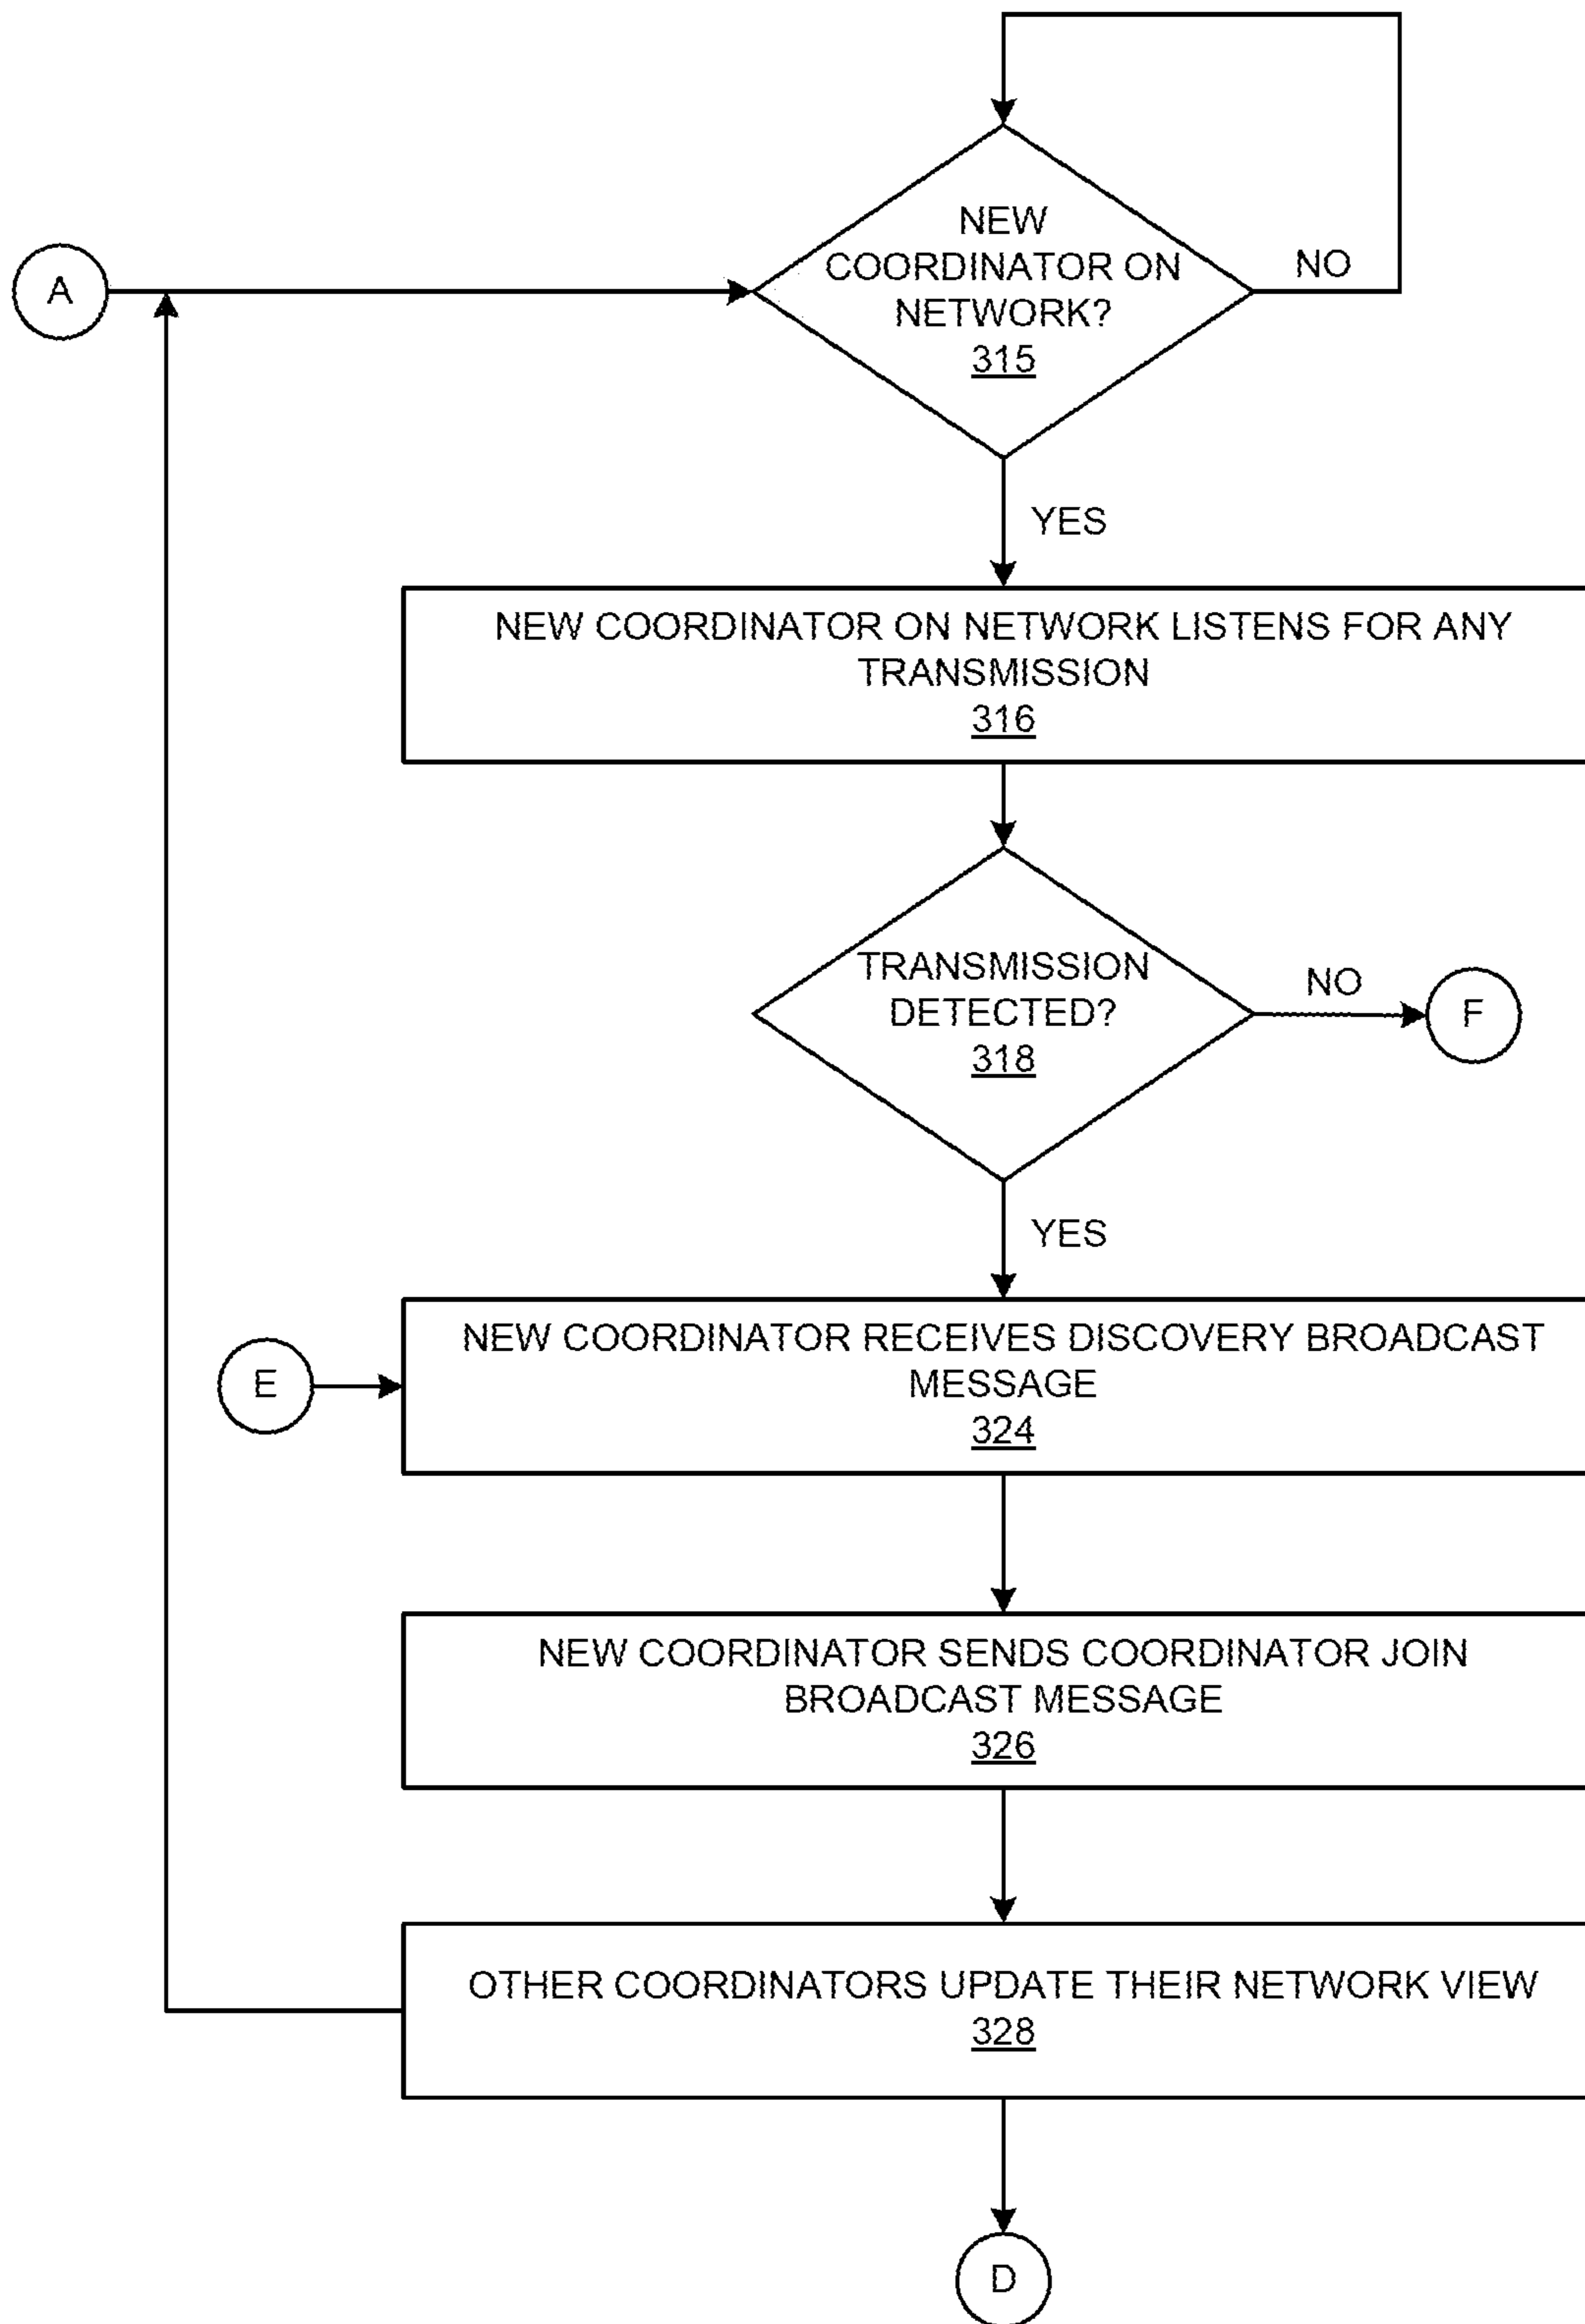 NEW
COORDINATOR ON
NETWORK?
315
NO
A
YES
NEW COORDINATOR ON NETWORK LISTENS FOR ANY
TRANSMISSION
316
TRANSMISSION
DETECTED?
318
NO
F
YES
NEW COORDINATOR RECEIVES DISCOVERY BROADCAST
MESSAGE
324
E
NEW COORDINATOR SENDS COORDINATOR JOIN
BROADCAST MESSAGE
326
OTHER COORDINATORS UPDATE THEIR NETWORK VIEW
328
D